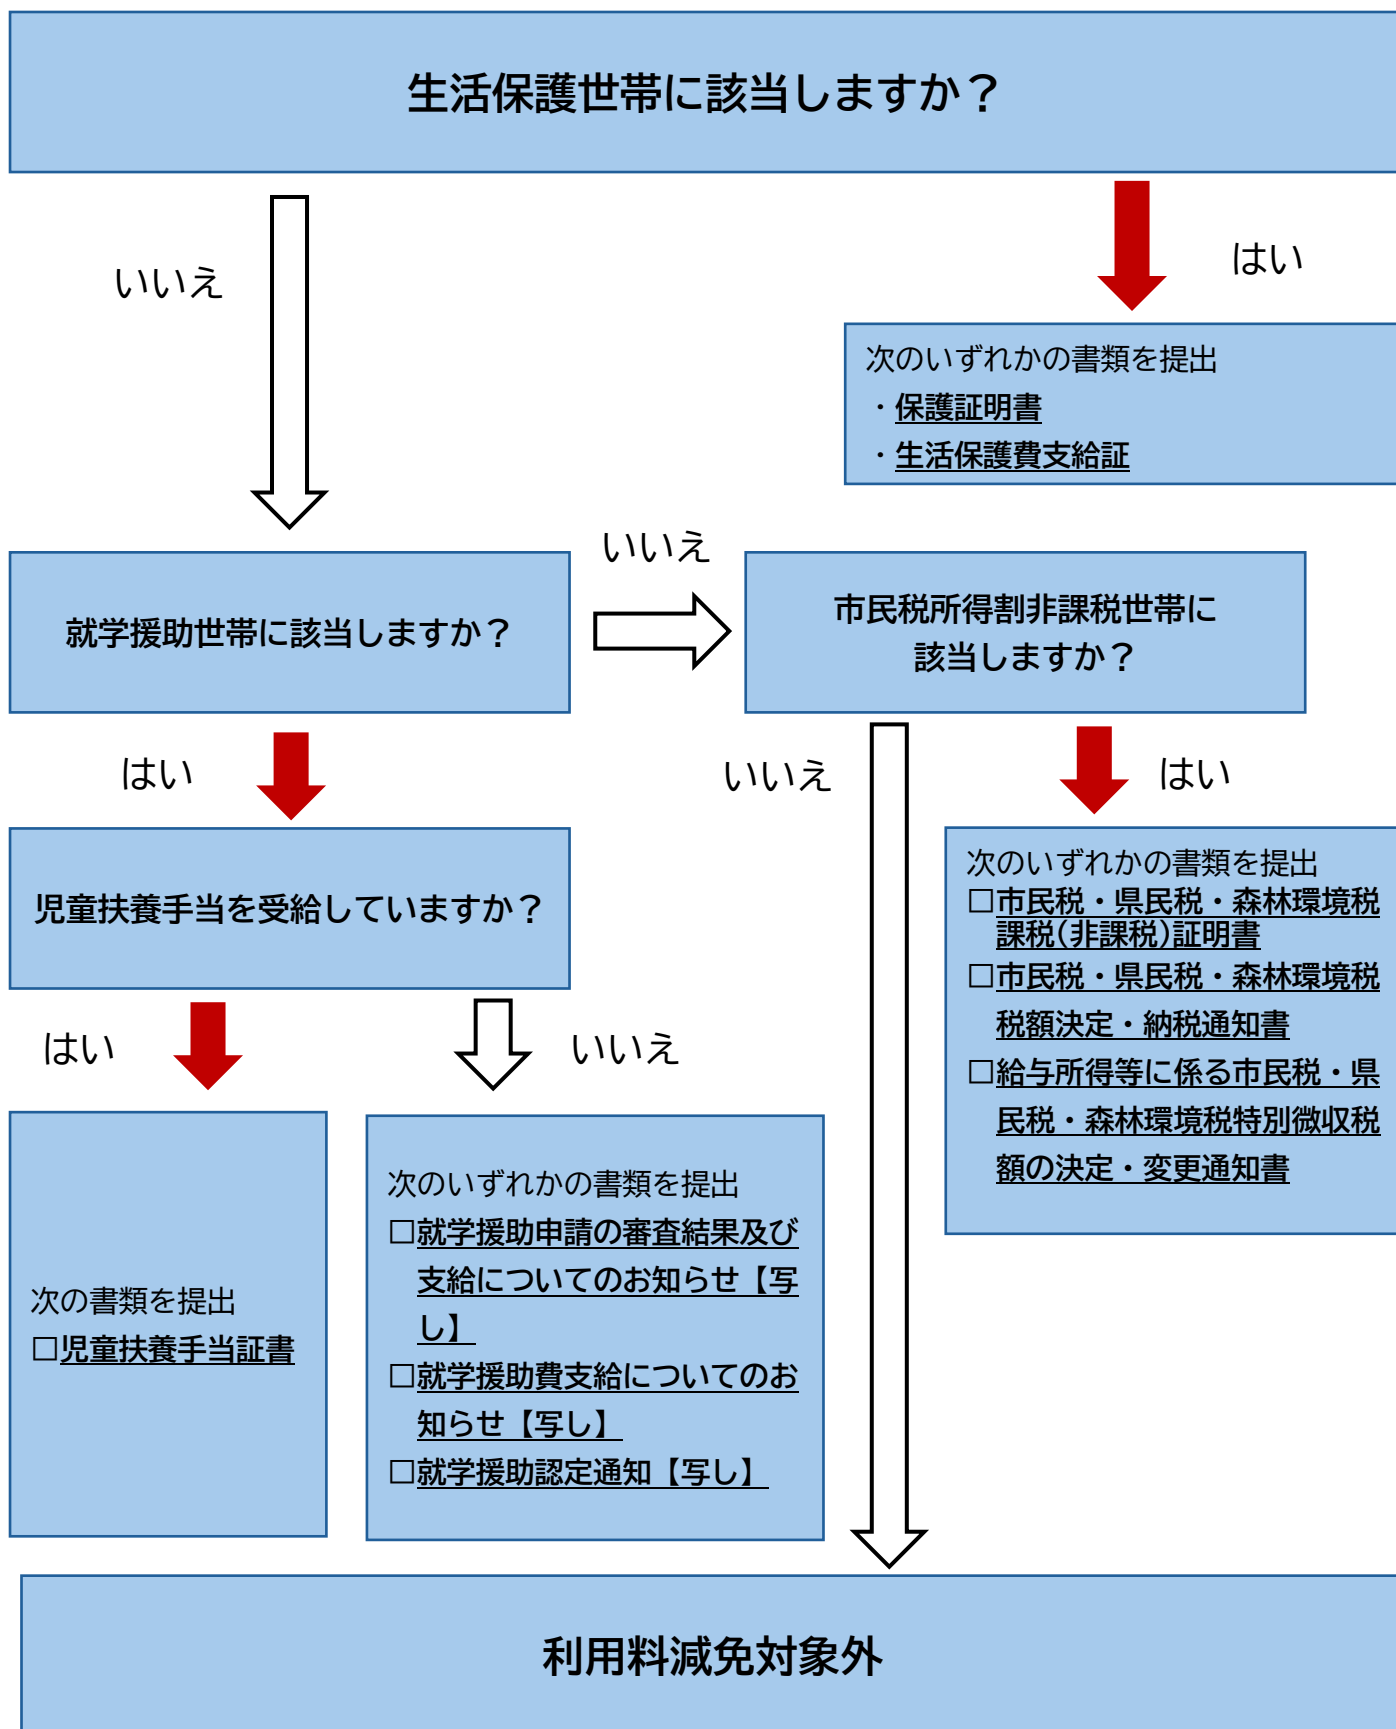 生活保護世帯に該当しますか？
いいえ
はい
次のいずれかの書類を提出
・保護証明書
・生活保護費支給証
いいえ
就学援助世帯に該当しますか？
市民税所得割非課税世帯に
該当しますか？
はい
いいえ
はい
児童扶養手当を受給していますか？
次のいずれかの書類を提出
□市民税・県民税・森林環境税
課税(非課税)証明書
□市民税・県民税・森林環境税
税額決定・納税通知書
□給与所得等に係る市民税・県
民税・森林環境税特別微収税
額の決定・変更通知書
はい
いいえ
次の書類を提出
□児童扶養手当証書
次のいずれかの書類を提出
□就学援助申請の審査結果及び
支給についてのお知らせ【写
し】
□就学援助費支給についてのお
知らせ【写し】
□就学援助認定通知【写し】
利用料減免対象外